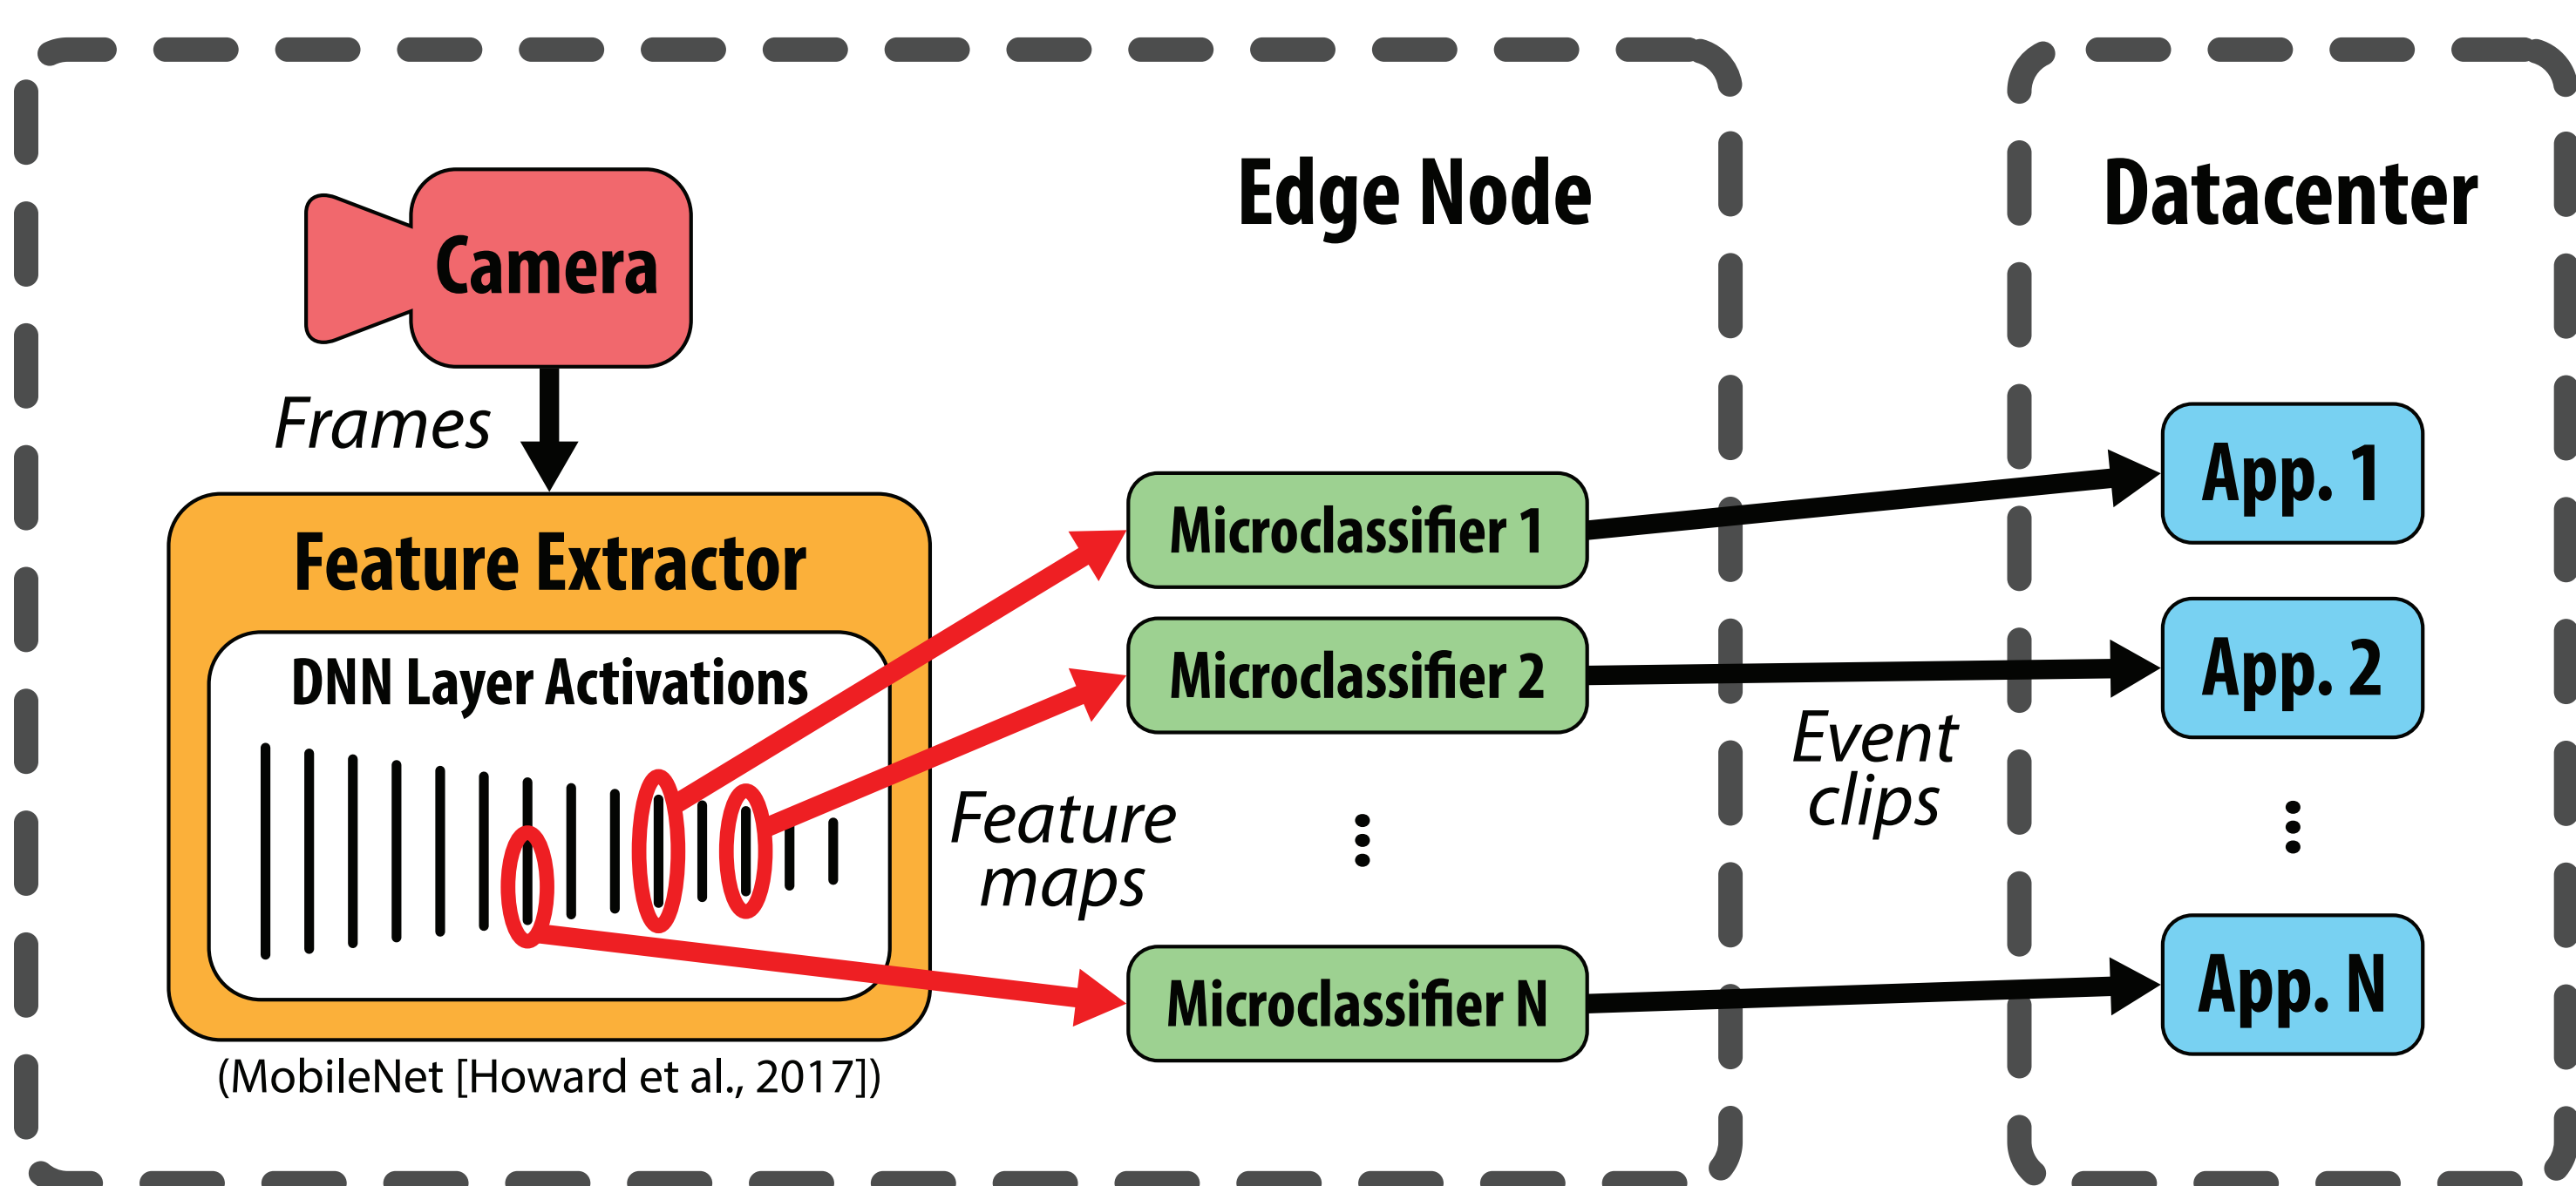 Edge Node
Datacenter
Camera
Frames
Feature Extractor
DNN Layer Activations
(MobileNet [Howard et al., 2017])
Feature
maps
Microclassifier 1
Microclassifier 2
Microclassifier N
Event
clips
App. 1
App. 2
App. N